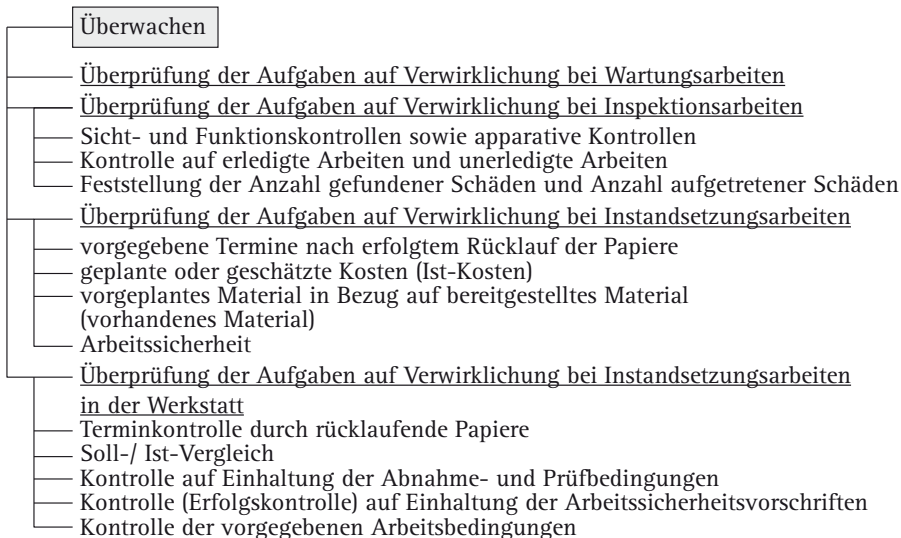 Überwachen
Überprüfung der Aufgaben auf Verwirklichung bei Wartungsarbeiten
Überprüfung der Aufgaben auf Verwirklichung bei Inspektionsarbeiten
Sicht- und Funktionskontrollen sowie apparative Kontrollen
Kontrolle auf erledigte Arbeiten und unerledigte Arbeiten
Feststellung der Anzahl gefundener Schäden und Anzahl aufgetretener Schäden
Überprüfung der Aufgaben auf Verwirklichung bei Instandsetzungsarbeiten
vorgegebene Termine nach erfolgtem Rücklauf der Papiere
geplante oder geschätzte Kosten (Ist-Kosten)
vorgeplantes Material in Bezug auf bereitgestelltes Material
(vorhandenes Material)
Arbeitssicherheit
Überprüfung der Aufgaben auf Verwirklichung bei Instandsetzungsarbeiten
in der Werkstatt
Terminkontrolle durch rücklaufende Papiere
Soll-/ Ist-Vergleich
Kontrolle auf Einhaltung der Abnahme- und Prüfbedingungen
Kontrolle (Erfolgskontrolle) auf Einhaltung der Arbeitssicherheitsvorschriften
Kontrolle der vorgegebenen Arbeitsbedingungen